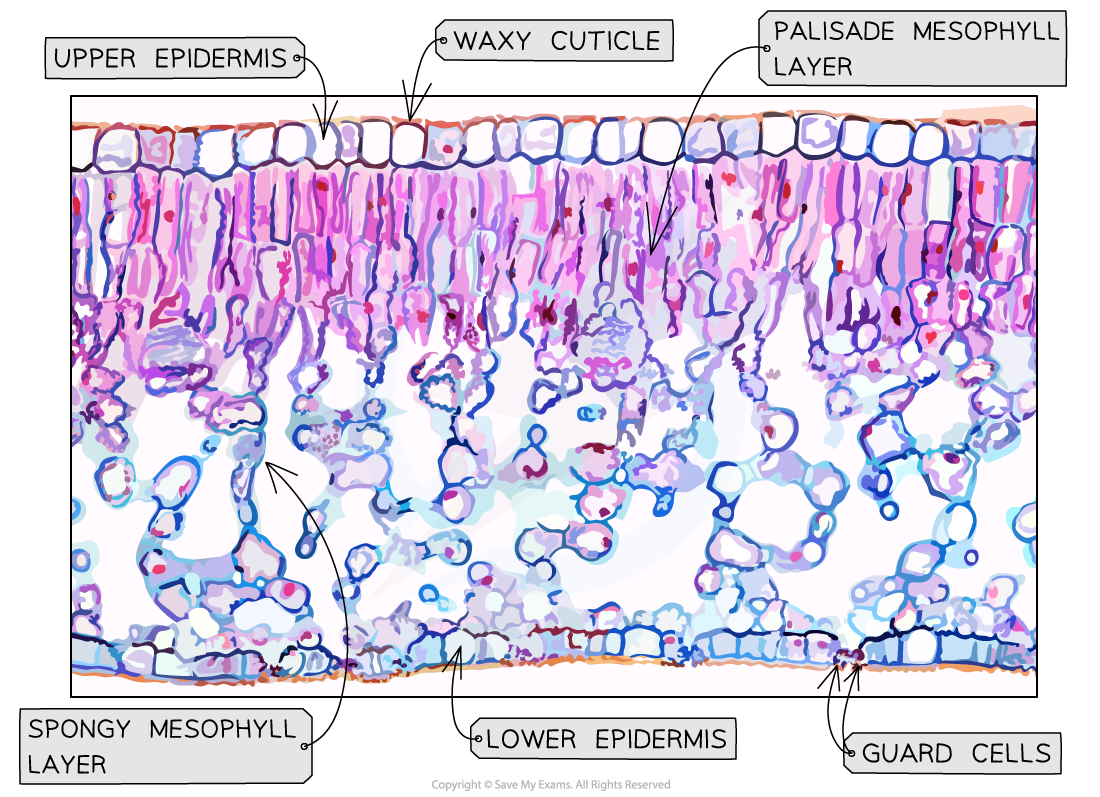 UPPER EPIDERMIS
WAXY CUTICLE
PALISADE MESOPHYLL
LAYER
SPONGY MESOPHYLL
LAYER
LOWER EPIDERMIS
GUARD CELLS
Copyright © Save My Exams. All Rights Reserved